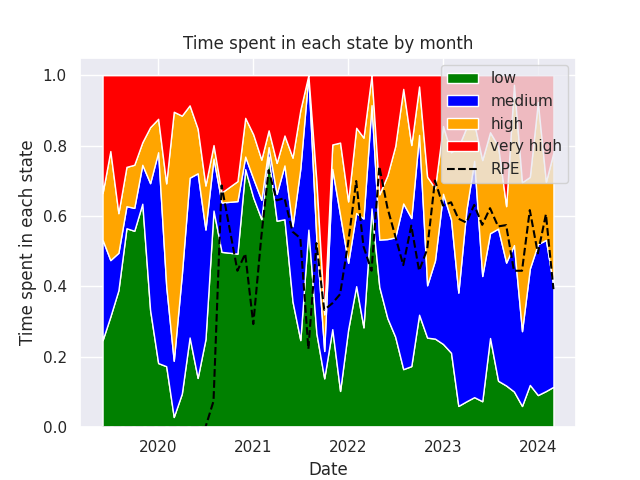 Time spent in each state by month
1.0
0.8
0.6
0.4
0.2
0.0
Time spent in each state
low
medium
high
very high
RPE
2020
2021
2022
2023
2024
Date